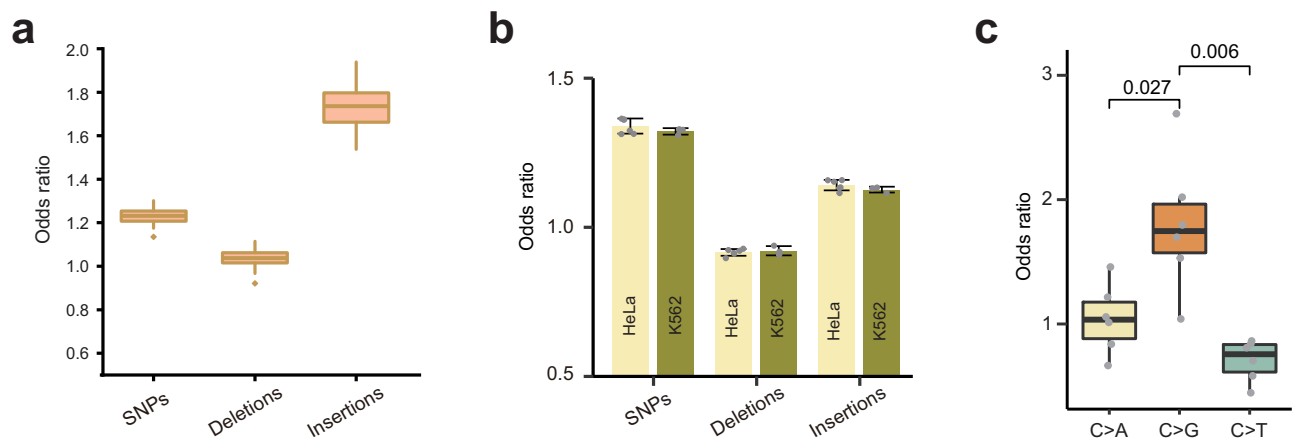 a
Odds ratio
2.0
1.8
1.6
1.4
1.2
1.0
0.8
0.6
SNPs
Deletions
Insertions
b
Odds ratio
1.5
1.0
0.5
HeLa
K562
HeLa
K562
HeLa
K562
SNPs
Deletions
Insertions
c
Odds ratio
3
2
1
0.027
0.006
C>A
C>G
C>T